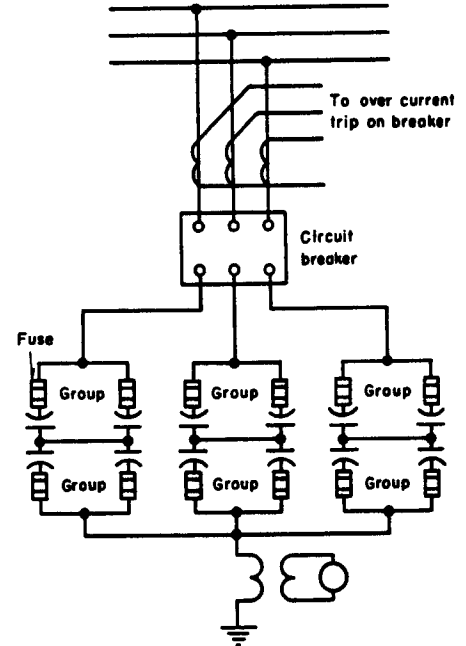 To over current
trip on breaker
Circuit
breaker
Fuse
Group
Group
Group
Group
Group
Group